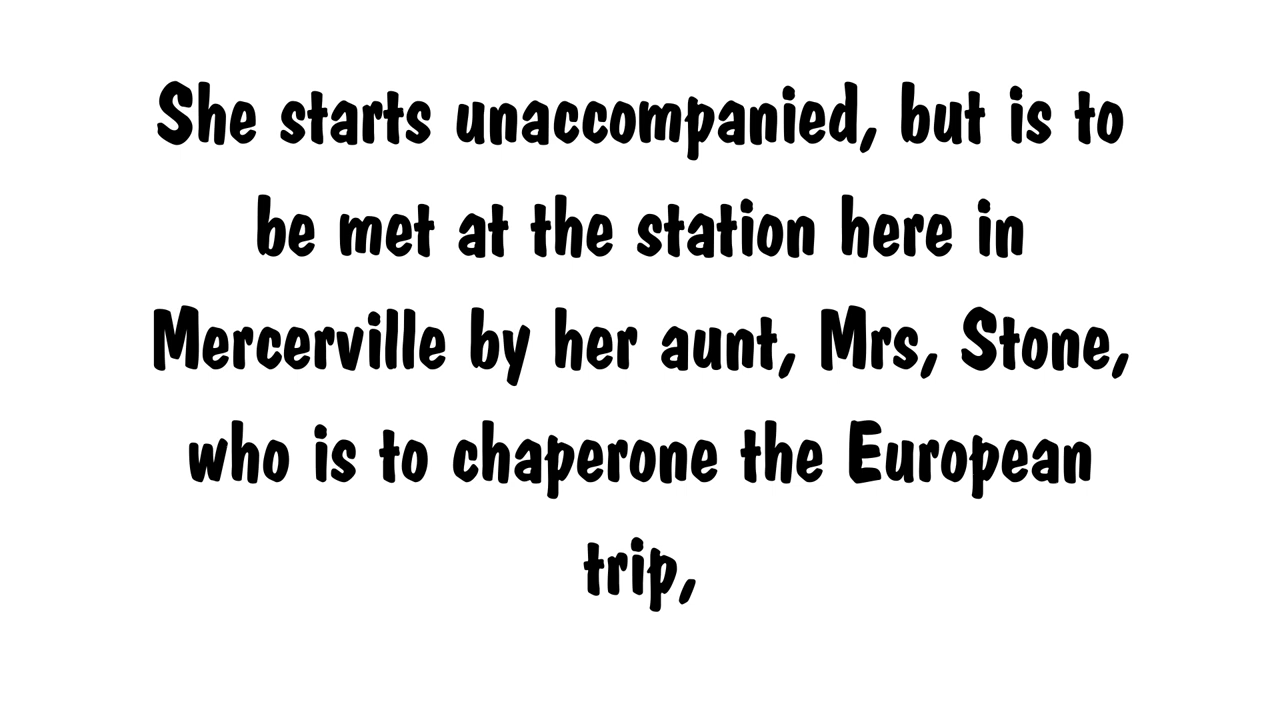 She starts unaccompanied, but is to
be met at the station here in
Mercerville by her aunt, Mrs, Stone,
who is to chaperone the European
trip,